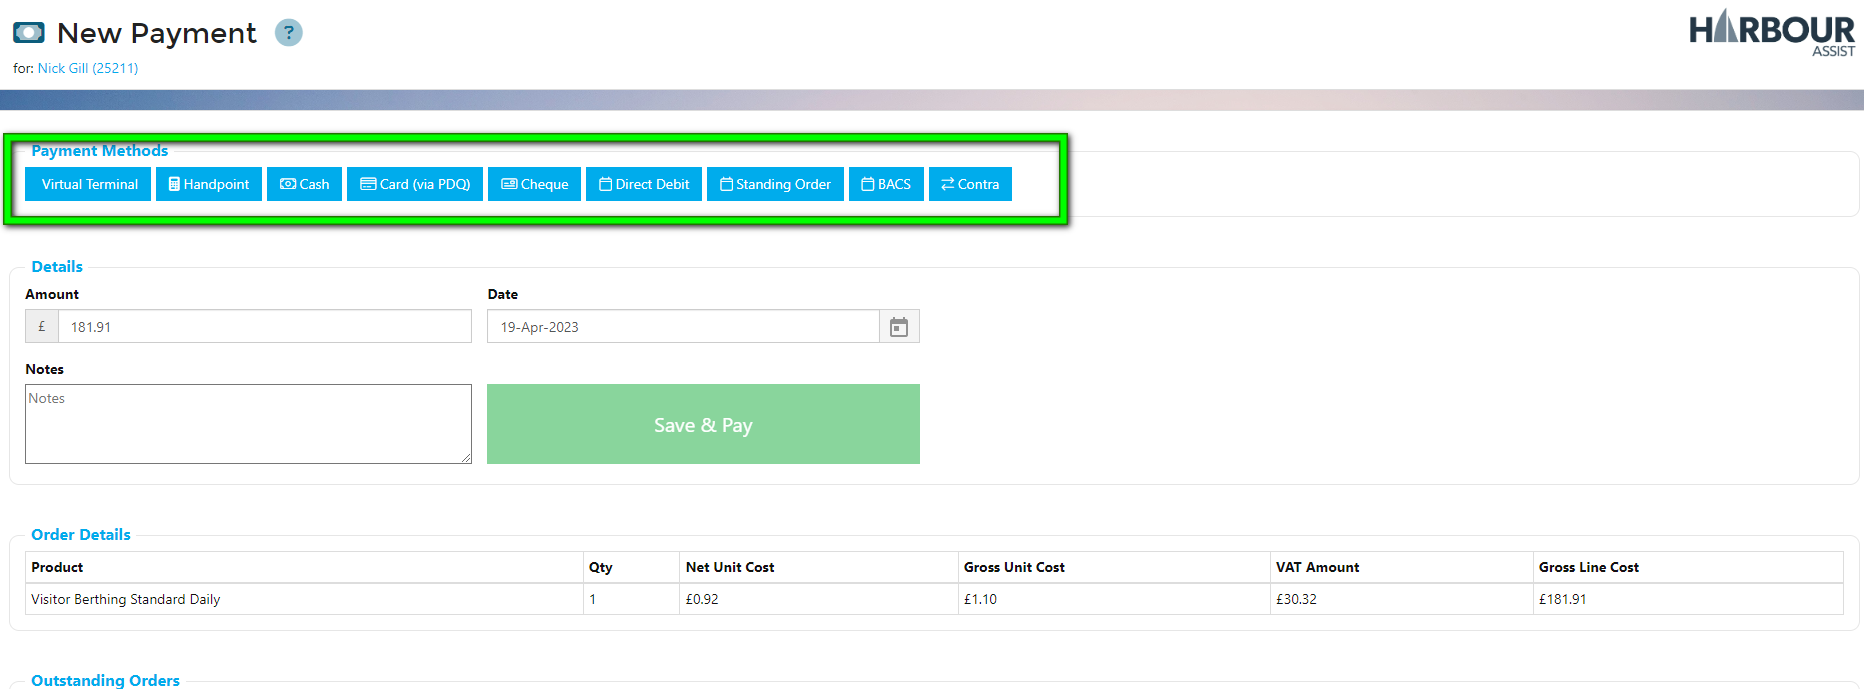 New Payment ?
HARBOUR
ASSIST
for: Nick Gill (25211)
Payment Methods
Virtual Terminal Handpoint Cash Card (via PDQ) Cheque Direct Debit Standing Order BACS Contra
Details
Amount Date
£ 181.91 19-Apr-2023
Notes
Notes
Save & Pay
Order Details
Product Qty Net Unit Cost Gross Unit Cost VAT Amount Gross Line Cost
Visitor Berthing Standard Daily 1 £0.92 £1.10 £30.32 £181.91
Outstanding Orders